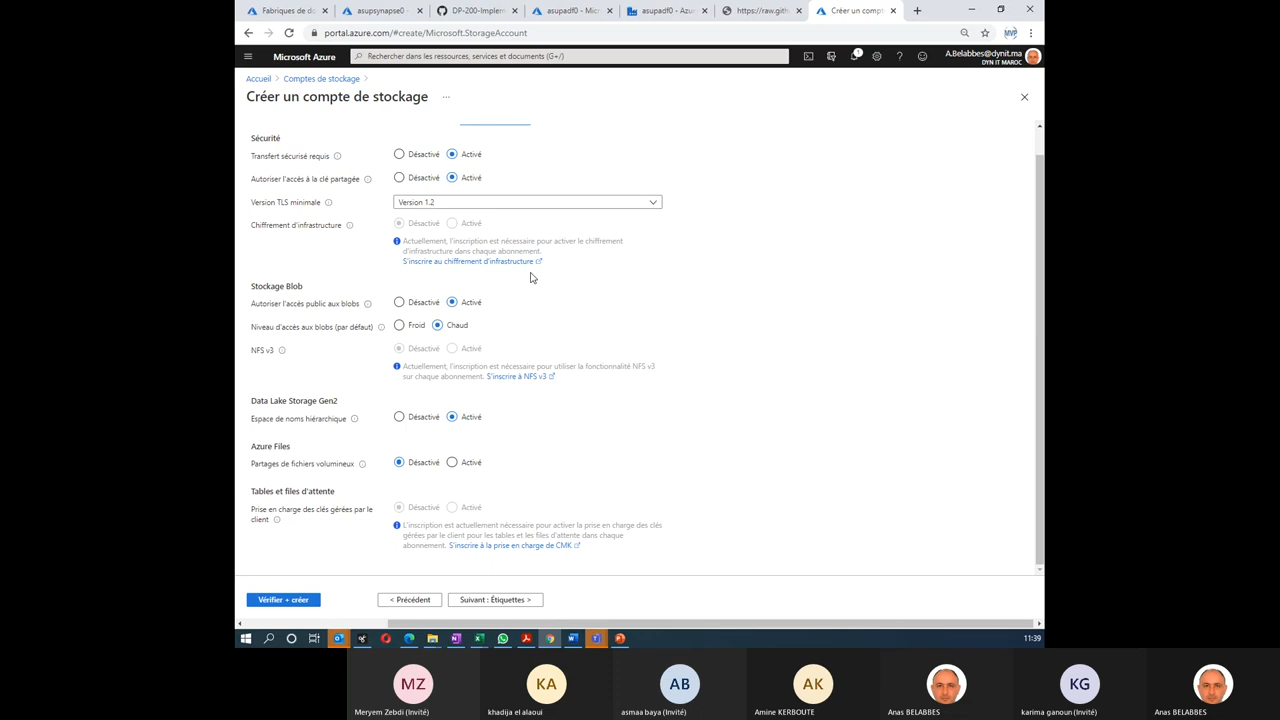 Fabriques de do
asupsynapse0 -
DP-200-Implem
asupadf0 - Micr
asupadf0 - Azur
https://raw.gith
Créer un compt
portal.azure.com/#create/Microsoft.StorageAccount
MVP
Microsoft Azure
Rechercher dans les ressources, services et documents (G+/)
1
A.Belabbes@dynit.ma
DYN IT MAROC
Accueil > Comptes de stockage >
Créer un compte de stockage ...
Sécurité
Transfert sécurisé requis Désactivé Activé
Autoriser l'accès à la clé partagée Désactivé Activé
Version TLS minimale Version 1.2
Chiffrement d'infrastructure Désactivé Activé
Actuellement, l'inscription est nécessaire pour activer le chiffrement
d'infrastructure dans chaque abonnement.
S'inscrire au chiffrement d'infrastructure
Stockage Blob
Autoriser l'accès public aux blobs Désactivé Activé
Niveau d'accès aux blobs (par défaut) Froid Chaud
NFS v3 Désactivé Activé
Actuellement, l'inscription est nécessaire pour utiliser la fonctionnalité NFS v3
sur chaque abonnement. S'inscrire à NFS v3
Data Lake Storage Gen2
Espace de noms hiérarchique Désactivé Activé
Azure Files
Partages de fichiers volumineux Désactivé Activé
Tables et files d'attente
Prise en charge des clés gérées par le
client
Désactivé Activé
L'inscription est actuellement nécessaire pour activer la prise en charge des clés
gérées par le client pour les tables et les files d'attente dans chaque
abonnement. S'inscrire à la prise en charge de CMK
Vérifier + créer
< Précédent
Suivant : Étiquettes >
11:39
MZ
KA
AB
AK
KG
Meryem Zebdi (Invité)
khadija el alaoui
asmaa baya (Invité)
Amine KERBOUTE
Anas BELABBES
karima ganoun (Invité)
Anas BELABBES